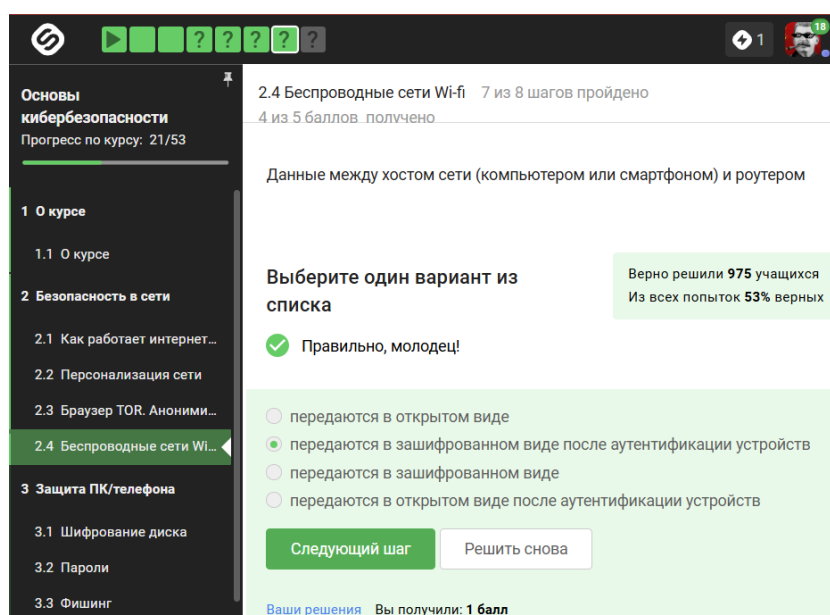 ? ? ? ?
1
18
Основы
кибербезопасности
Прогресс по курсу: 21/53
1 О курсе
1.1 О курсе
2 Безопасность в сети
2.1 Как работает интернет...
2.2 Персонализация сети
2.3 Браузер TOR. Аноними...
2.4 Беспроводные сети Wi...
3 Защита ПК/телефона
3.1 Шифрование диска
3.2 Пароли
3.3 Фишинг
2.4 Беспроводные сети Wi-fi 7 из 8 шагов пройдено
4 из 5 баллов получено
Данные между хостом сети (компьютером или смартфоном) и роутером
Выберите один вариант из
списка
Верно решили 975 учащихся
Из всех попыток 53% верных
Правильно, молодец!
передаются в открытом виде
передаются в зашифрованном виде после аутентификации устройств
передаются в зашифрованном виде
передаются в открытом виде после аутентификации устройств
Следующий шаг
Решить снова
Ваши решения Вы получили: 1 балл